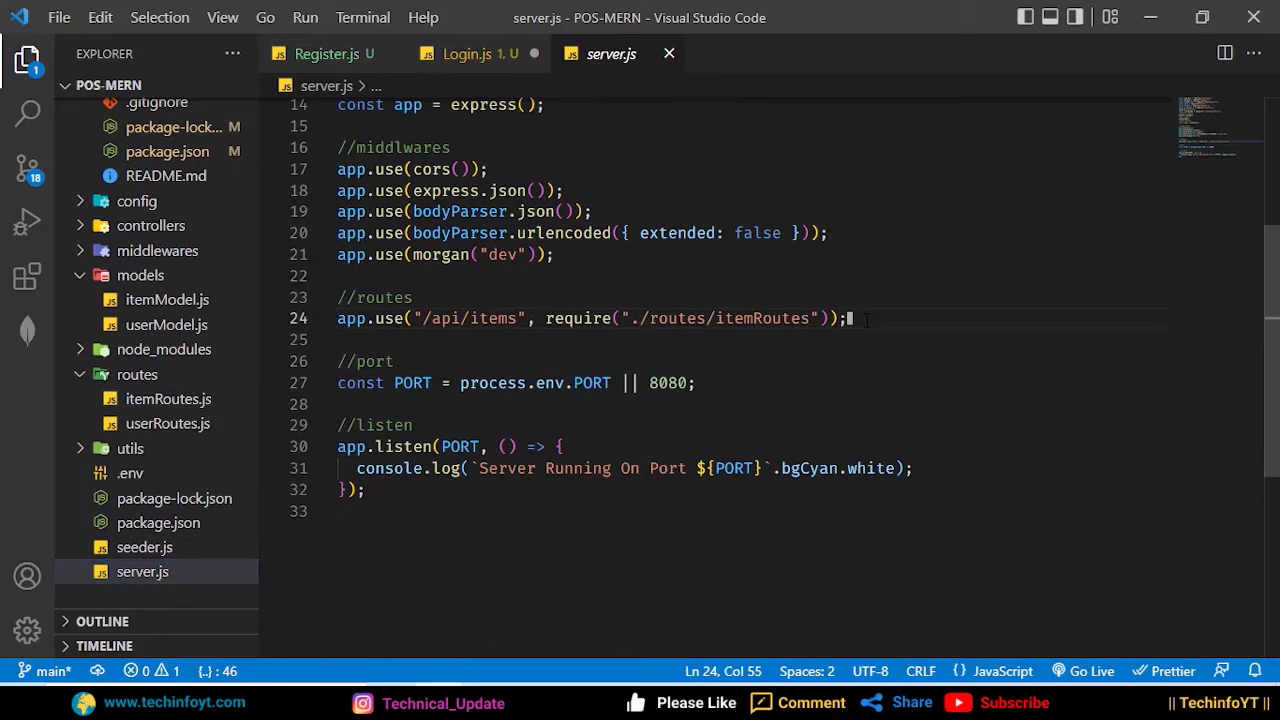 File Edit Selection View Go Run Terminal Help server.js - POS-MERN - Visual Studio Code
EXPLORER
POS-MERN
.gitignore
package-lock... M
package.json M
README.md
config
controllers
middlewares
models
itemModel.js
userModel.js
node_modules
routes
itemRoutes.js
userRoutes.js
utils
.env
package-lock.json
package.json
seeder.js
server.js
OUTLINE
TIMELINE
1
18
Register.js U Login.js 1, U server.js
server.js > ...
14 const app = express();
15
16 //middlwares
17 app.use(cors());
18 app.use(express.json());
19 app.use(bodyParser.json());
20 app.use(bodyParser.urlencoded({ extended: false }));
21 app.use(morgan("dev"));
22
23 //routes
24 app.use("/api/items", require("./routes/itemRoutes"));
25
26 //port
27 const PORT = process.env.PORT || 8080;
28
29 //listen
30 app.listen(PORT, () => {
31 console.log(`Server Running On Port ${PORT}`.bgCyan.white);
32 });
33
main* 0 1 {..} : 46 Ln 24, Col 55 Spaces: 2 UTF-8 CRLF {} JavaScript Go Live Prettier
www.techinfoyt.com Technical_Update Please Like Comment Share Subscribe || TechinfoYT ||